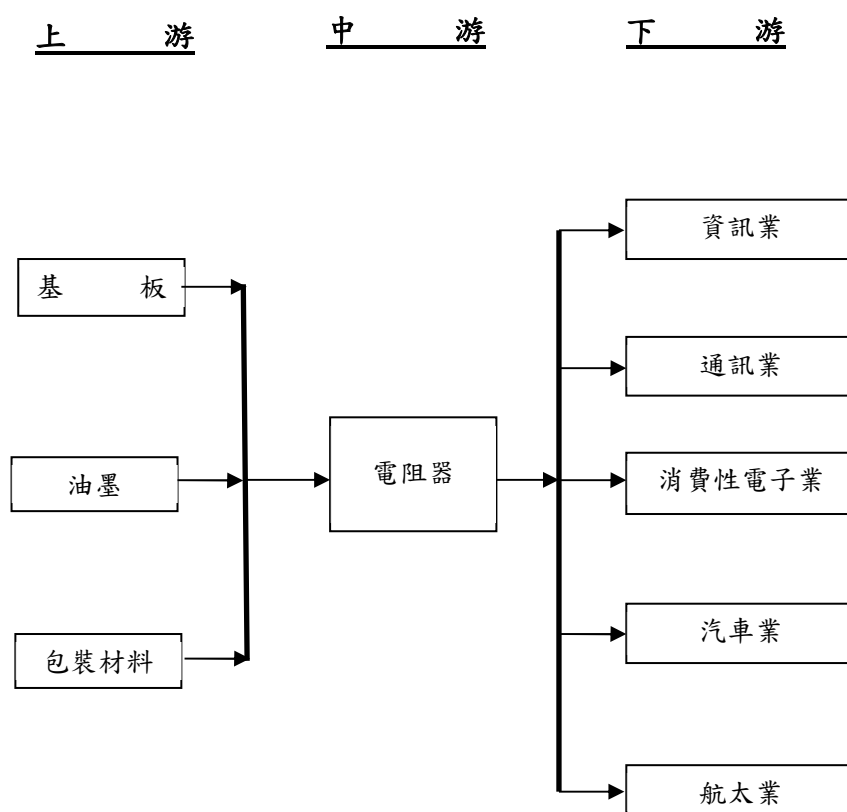 上游 中游 下游
資訊業
基板
通訊業
油墨 電阻器 消費性電子業
包裝材料 汽車業
航太業